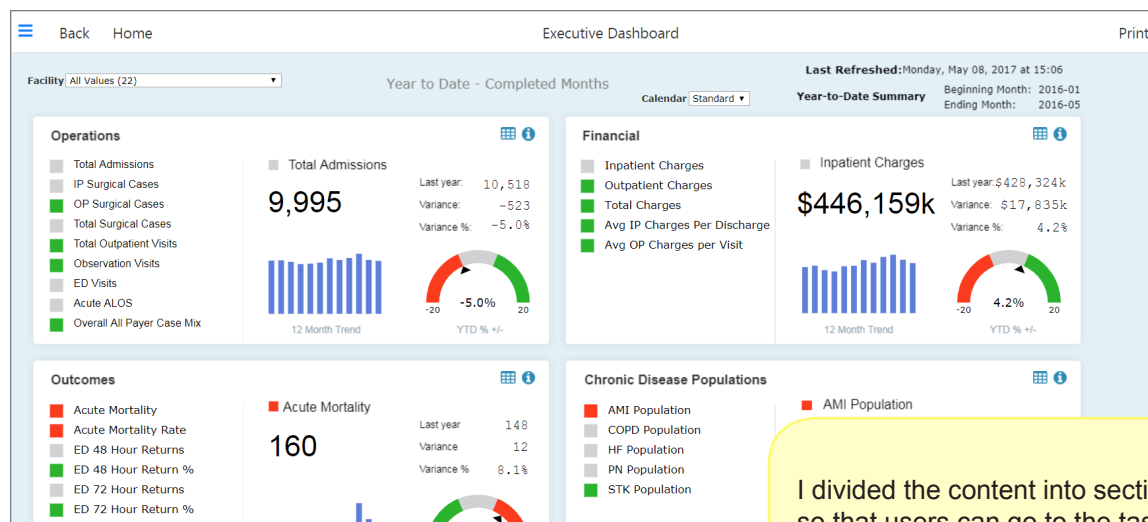 Back Home Executive Dashboard Print
Facility All Values (22) Year to Date - Completed Months
Calendar Standard
Last Refreshed:Monday, May 08, 2017 at 15:06
Year-to-Date Summary Beginning Month: 2016-01
Ending Month: 2016-05
Operations
Total Admissions
IP Surgical Cases
OP Surgical Cases
Total Surgical Cases
Total Outpatient Visits
Observation Visits
ED Visits
Acute ALOS
Overall All Payer Case Mix
Total Admissions
9,995
Last year: 10,518
Variance: -523
Variance %: -5.0%
12 Month Trend
-5.0%
-20 20
YTD % +/-
Financial
Inpatient Charges
Outpatient Charges
Total Charges
Avg IP Charges Per Discharge
Avg OP Charges per Visit
Inpatient Charges
$446,159k
Last year:$428,324k
Variance: $17,835k
Variance %: 4.2%
12 Month Trend
4.2%
-20 20
YTD % +/-
Outcomes
Acute Mortality
Acute Mortality Rate
ED 48 Hour Returns
ED 48 Hour Return %
ED 72 Hour Returns
ED 72 Hour Return %
Acute Mortality
160
Last year 148
Variance 12
Variance % 8.1%
Chronic Disease Populations
AMI Population
COPD Population
HF Population
PN Population
STK Population
AMI Population
I divided the content into secti
so that users can go to the tas